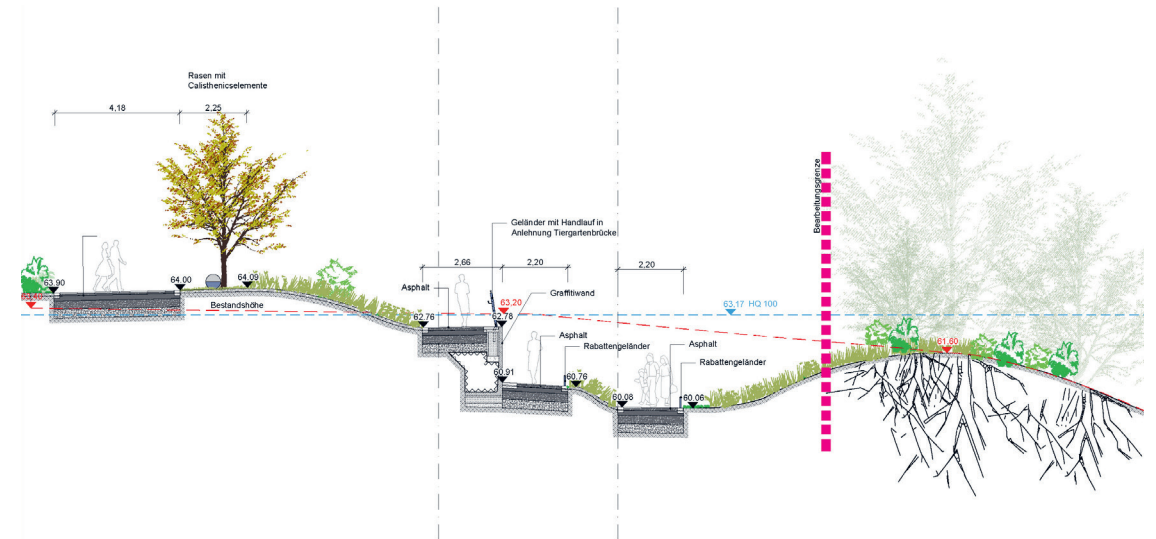 Rasen mit
Calisthenicselemente
4,18
2,25
Geländer mit Handlauf in
Anlehnung Tiergartenbrücke
2,66
2,20
2,20
Asphalt
Graffitiwand
Bearbeitungsgrenze
63.90
64.00
64.09
Bestandshöhe
63,20
63,17 HQ 100
62.76
62.78
Asphalt
Rabattengeländer
Asphalt
Rabattengeländer
61,60
60.91
60.76
60.08
60.06